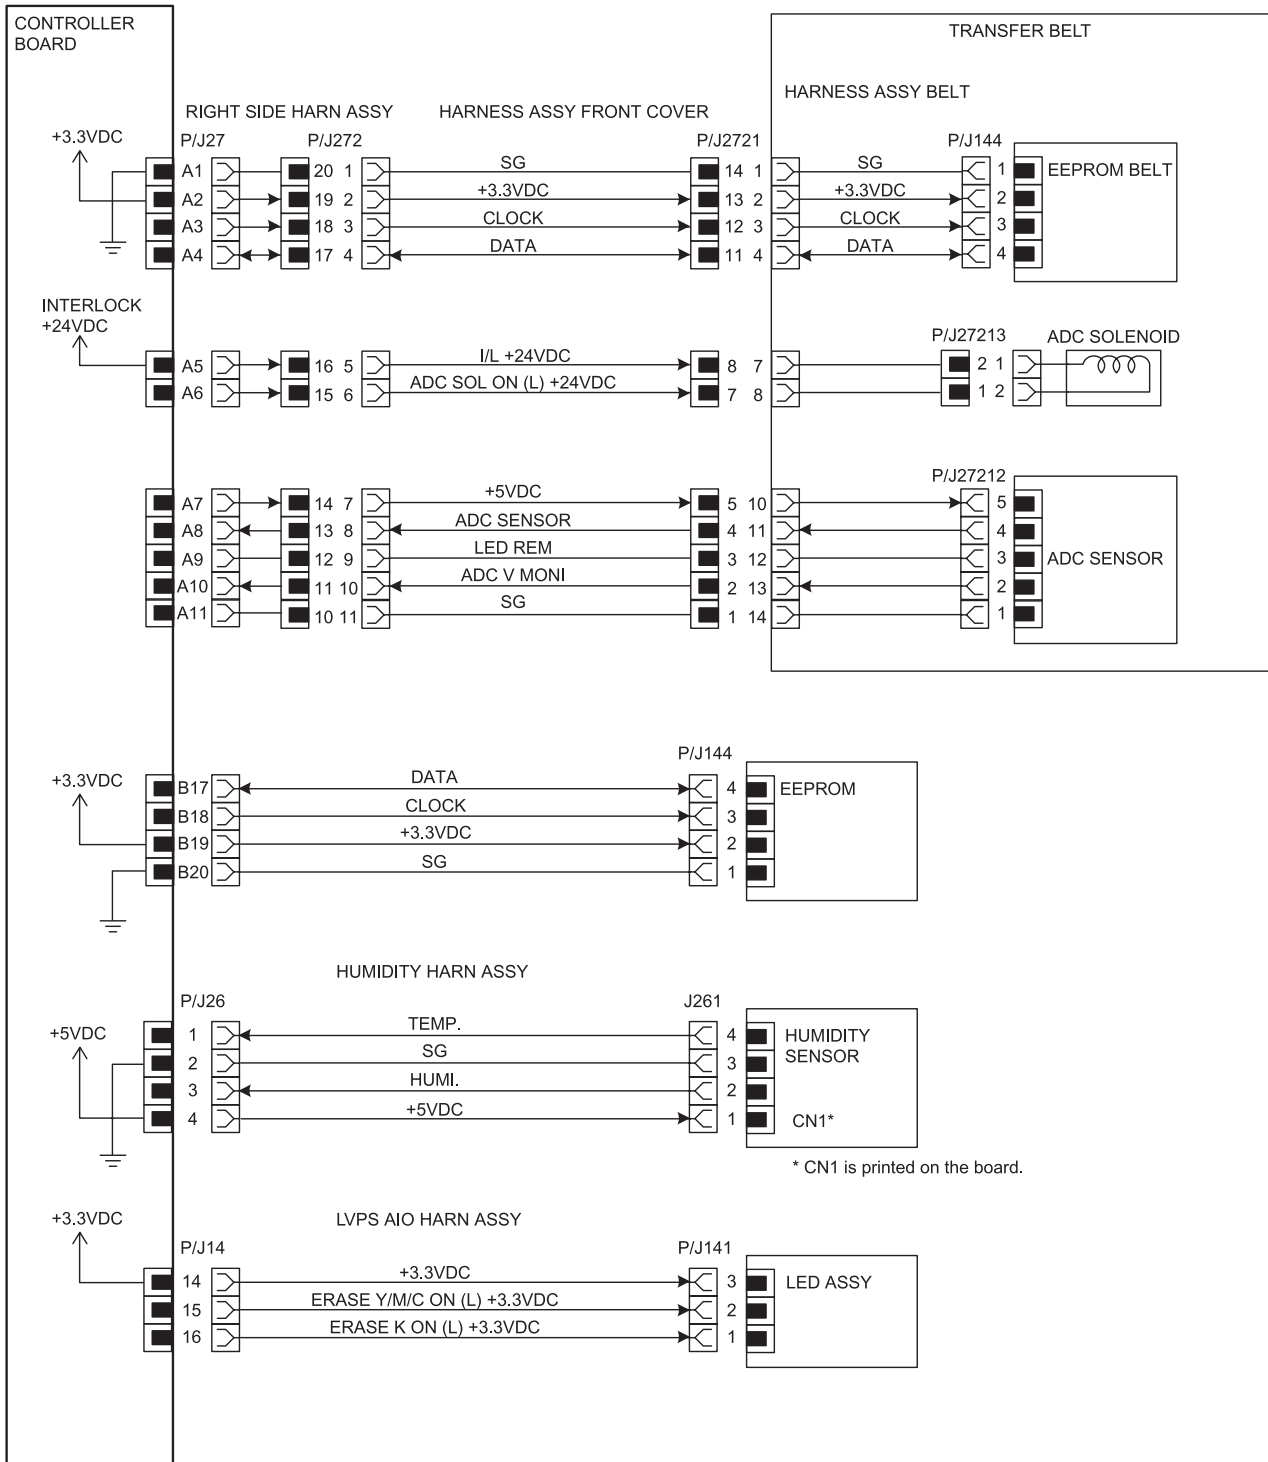 CONTROLLER
BOARD
TRANSFER BELT
HARNESS ASSY BELT
RIGHT SIDE HARN ASSY HARNESS ASSY FRONT COVER
+3.3VDC P/J27 P/J272 P/J2721 P/J144
A1 20 1 SG 14 1 SG 1 EEPROM BELT
A2 19 2 +3.3VDC 13 2 +3.3VDC 2
A3 18 3 CLOCK 12 3 CLOCK 3
A4 17 4 DATA 11 4 DATA 4
INTERLOCK
+24VDC
P/J27213 ADC SOLENOID
A5 16 5 I/L +24VDC 8 7 2 1
A6 15 6 ADC SOL ON (L) +24VDC 7 8 1 2
P/J27212
A7 14 7 +5VDC 5 10 5
A8 13 8 ADC SENSOR 4 11 4
A9 12 9 LED REM 3 12 3 ADC SENSOR
A10 11 10 ADC V MONI 2 13 2
A11 10 11 SG 1 14 1
P/J144
+3.3VDC
B17 DATA 4 EEPROM
B18 CLOCK 3
B19 +3.3VDC 2
B20 SG 1
HUMIDITY HARN ASSY
P/J26 J261
+5VDC
1 TEMP. 4 HUMIDITY
SENSOR
2 SG 3
3 HUMI. 2
4 +5VDC 1 CN1*
* CN1 is printed on the board.
+3.3VDC LVPS AIO HARN ASSY
P/J14 P/J141
14 +3.3VDC 3 LED ASSY
15 ERASE Y/M/C ON (L) +3.3VDC 2
16 ERASE K ON (L) +3.3VDC 1